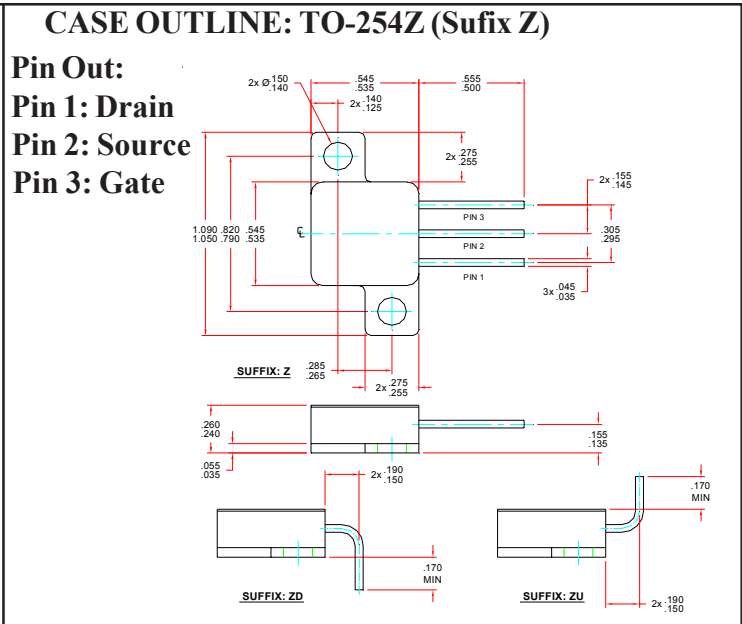 CASE OUTLINE: TO-254Z (Sufix Z)
Pin Out:
Pin 1: Drain
Pin 2: Source
Pin 3: Gate
2x Ø .150
.140
.545
.535
.555
.500
2x .140
.125
2x .275
.255
2x .155
.145
PIN 3
1.090
1.050
.820
.790
.545
.535
CL
PIN 2
.305
.295
PIN 1
3x .045
.035
SUFFIX: Z
.285
.265
2x .275
.255
.260
.240
.155
.135
.055
.035
2x .190
.150
.170
MIN
.170
MIN
SUFFIX: ZD
SUFFIX: ZU
2x .190
.150